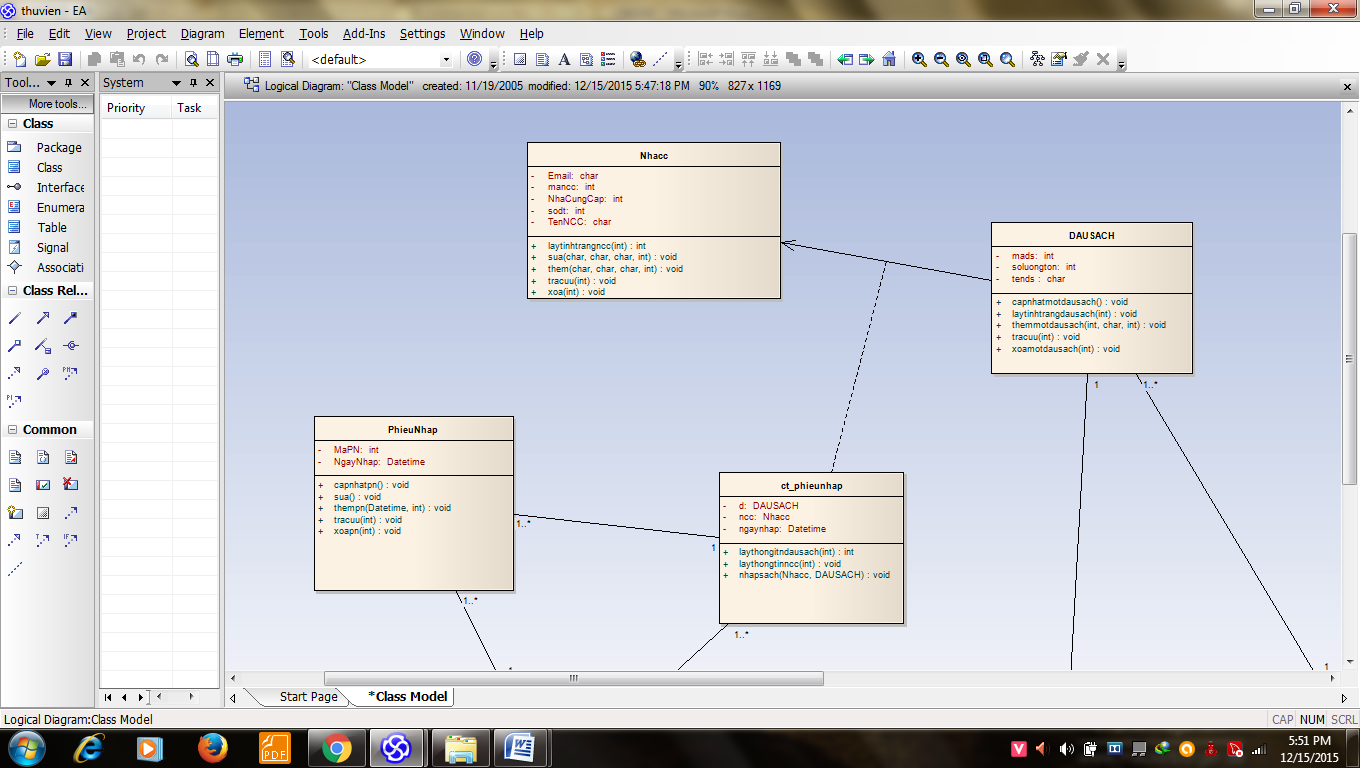 thuvien - EA
File Edit View Project Diagram Element Tools Add-Ins Settings Window Help
<default>
Tool...
System
Logical Diagram: "Class Model" created: 11/19/2005 modified: 12/15/2015 5:47:18 PM 90% 827 x 1169
More tools...
Priority Task
Class
Package
Class
Interface
Enumera
Table
Signal
Associati
Class Rel...
Common
Nhacc
- Email: char
- mancc: int
- NhaCungCap: int
- sodt: int
- TenNCC: char
+ laytinhtrangncc(int) : int
+ sua(char, char, char, int) : void
+ them(char, char, char, int) : void
+ tracuu(int) : void
+ xoa(int) : void
DAUSACH
- mads: int
- soluongton: int
- tends : char
+ capnhatmotdausach() : void
+ laytinhtrangdausach(int) : void
+ themmotdausach(int, char, int) : void
+ tracuu(int) : void
+ xoamotdausach(int) : void
1
1..*
PhieuNhap
- MaPN: int
- NgayNhap: Datetime
+ capnhatpn() : void
+ sua() : void
+ thempn(Datetime, int) : void
+ tracuu(int) : void
+ xoapn(int) : void
1..*
1
1..*
ct_phieunhap
- d: DAUSACH
- ncc: Nhacc
- ngaynhap: Datetime
+ laythongitndausach(int) : int
+ laythongtinncc(int) : void
+ nhapsach(Nhacc, DAUSACH) : void
1..*
1
Start Page
*Class Model
Logical Diagram:Class Model
CAP NUM SCRL
PDF
5:51 PM
12/15/2015